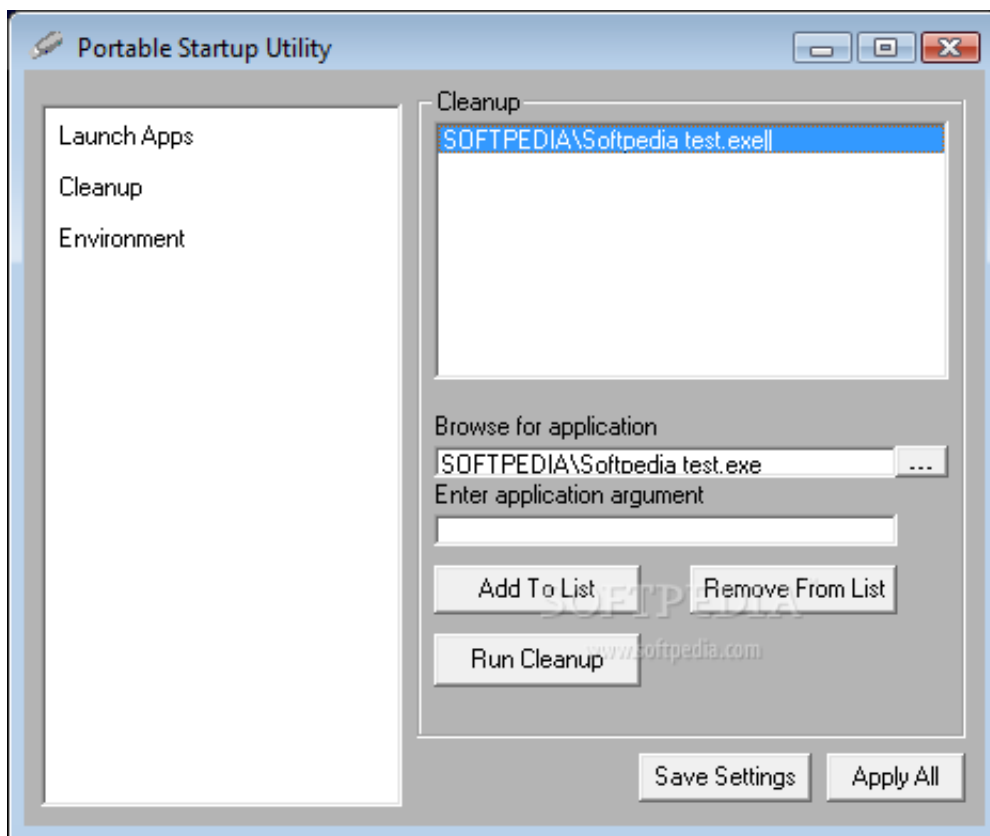 Portable Startup Utility
Launch Apps
Cleanup
Environment
Cleanup
SOFTPEDIA\Softpedia test.exe||
Browse for application
SOFTPEDIA\Softpedia test.exe
...
Enter application argument
Add To List
Remove From List
SOFTPEDIA
www.softpedia.com
Run Cleanup
Save Settings
Apply All